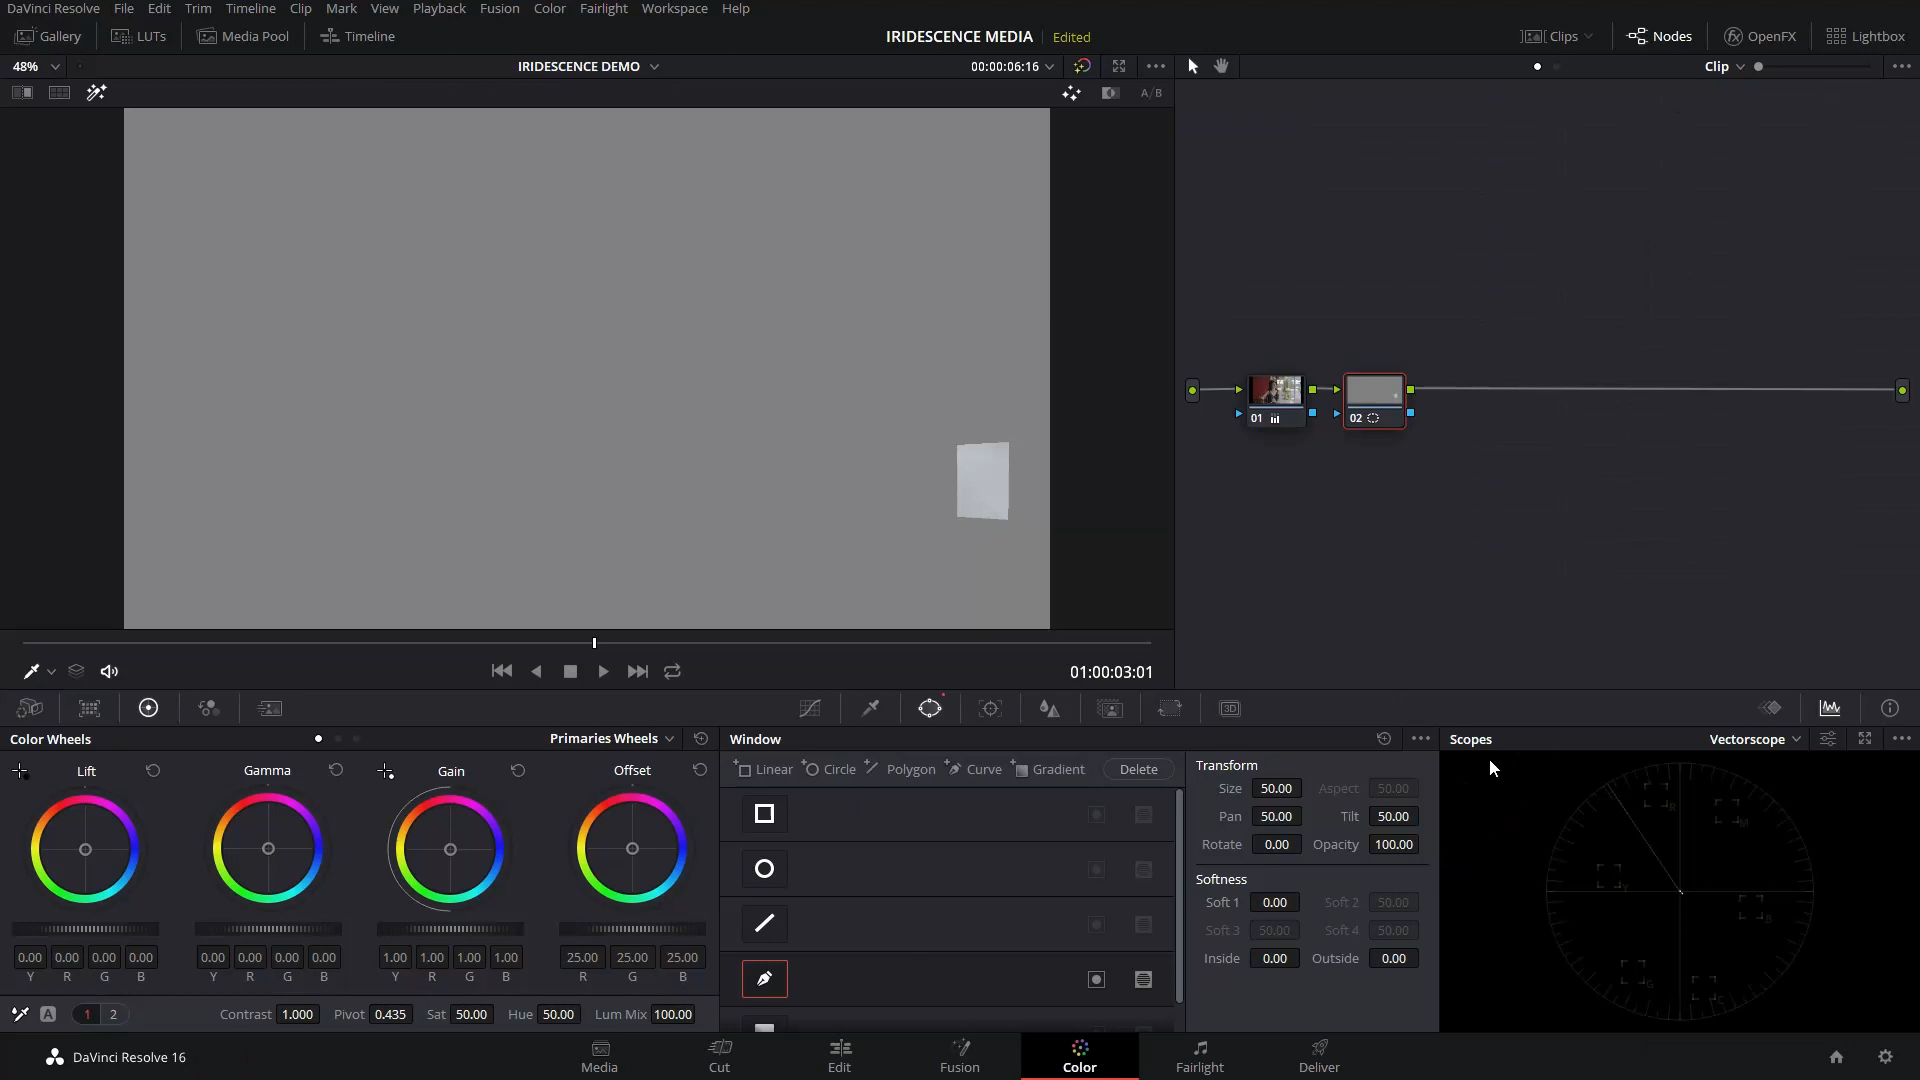 DaVinci Resolve File Edit Trim Timeline Clip Mark View Playback Fusion Color Fairlight Workspace Help
Gallery LUTs Media Pool Timeline IRIDESCENCE MEDIA Edited Clips Nodes OpenFX Lightbox
48% IRIDESCENCE DEMO 00:00:06:16 Clip
A/B
01 02
01:00:03:01
3D
Color Wheels Primaries Wheels Window Scopes Vectorscope
Lift Gamma Gain Offset
Linear Circle Polygon Curve Gradient Delete
Transform
Size 50.00 Aspect 50.00
Pan 50.00 Tilt 50.00
Rotate 0.00 Opacity 100.00
Softness
Soft 1 0.00 Soft 2 50.00
Soft 3 50.00 Soft 4 50.00
Inside 0.00 Outside 0.00
R
M
Y
B
G
C
0.00 0.00 0.00 0.00 0.00 0.00 0.00 0.00 1.00 1.00 1.00 1.00 25.00 25.00 25.00
Y R G B Y R G B Y R G B R G B
A 1 2 Contrast 1.000 Pivot 0.435 Sat 50.00 Hue 50.00 Lum Mix 100.00
DaVinci Resolve 16 Media Cut Edit Fusion Color Fairlight Deliver